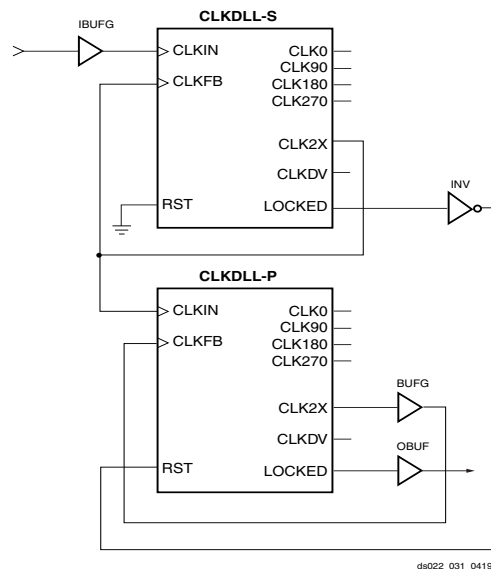 CLKDLL-S
IBUFG
CLKIN
CLKFB
RST
CLK0
CLK90
CLK180
CLK270
CLK2X
CLKDV
LOCKED
INV
CLKDLL-P
CLKIN
CLKFB
RST
CLK0
CLK90
CLK180
CLK270
CLK2X
CLKDV
LOCKED
BUFG
OBUF
ds022_031_0419